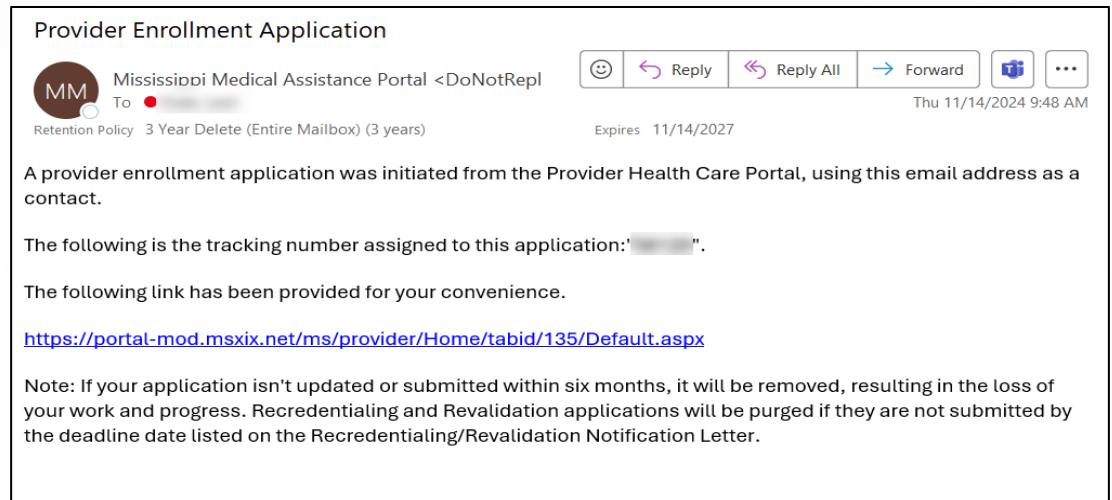 Provider Enrollment Application
MM
Mississippi Medical Assistance Portal <DoNotRepl
Reply
Reply All
Forward
To
Thu 11/14/2024 9:48 AM
Retention Policy 3 Year Delete (Entire Mailbox) (3 years)
Expires 11/14/2027
A provider enrollment application was initiated from the Provider Health Care Portal, using this email address as a
contact.
The following is the tracking number assigned to this application:' ".
The following link has been provided for your convenience.
https://portal-mod.msxix.net/ms/provider/Home/tabid/135/Default.aspx
Note: If your application isn't updated or submitted within six months, it will be removed, resulting in the loss of
your work and progress. Recredentialing and Revalidation applications will be purged if they are not submitted by
the deadline date listed on the Recredentialing/Revalidation Notification Letter.